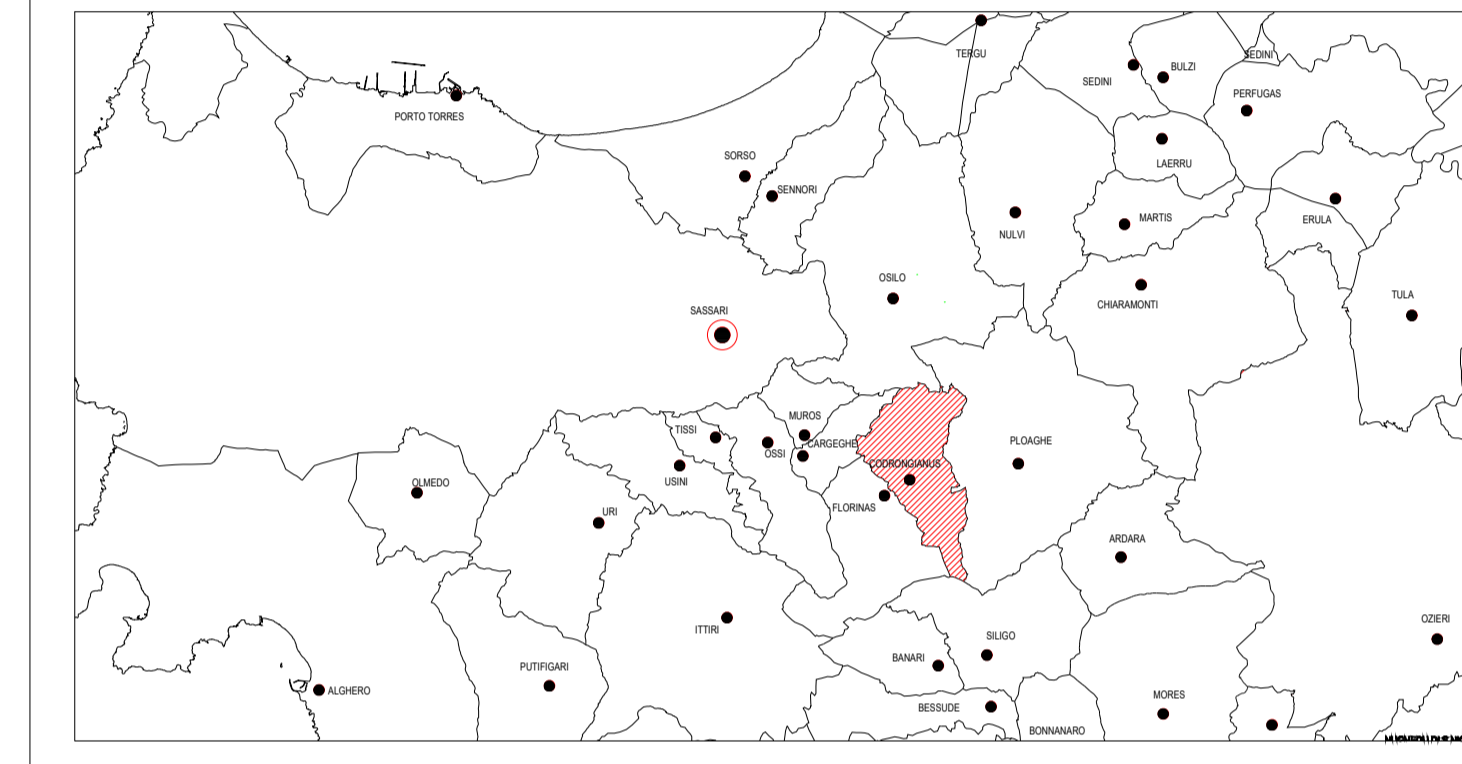 TERGU
SEDINI
BULZI
SEDINI
PERFUGAS
PORTO TORRES
SORSO
SENNORI
LAERRU
NULVI
MARTIS
ERULA
OSILO
CHIARAMONTI
TULA
SASSARI
MUROS
TISSI
OSSI
CARGEGHE
PLOAGHE
CODRONGIANUS
USINI
OLMEDO
URI
FLORINAS
ARDARA
ITTIRI
SILIGO
OZIERI
BANARI
PUTIFIGARI
ALGHERO
BESSUDE
MORES
BONNANARO